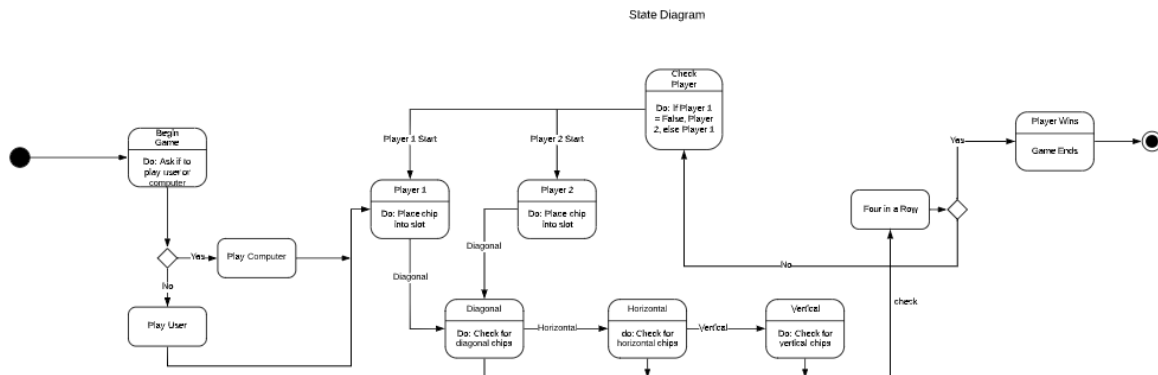 State Diagram
Check
Player
Do: If Player 1
= False, Player
2, else Player 1
Player 1 Start
Player 2 Start
Begin
Game
Do: Ask if to
play user or
computer
Player Wins
Game Ends
Yes
Player 1
Do: Place chip
into slot
Player 2
Do: Place chip
into slot
Four in a Row
Yes
Play Computer
Diagonal
No
Diagonal
No
check
Play User
Diagonal
Do: Check for
diagonal chips
Horizontal
Horizontal
do: Check for
horizontal chips
Vertical
Vertical
Do: Check for
vertical chips